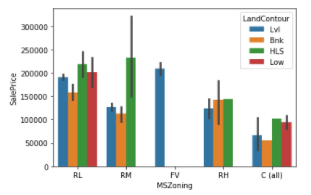 300000
250000
200000
150000
100000
50000
0
SalePrice
RL
RM
FV
RH
C (all)
MSZoning
LandContour
Lvl
Bnk
HLS
Low